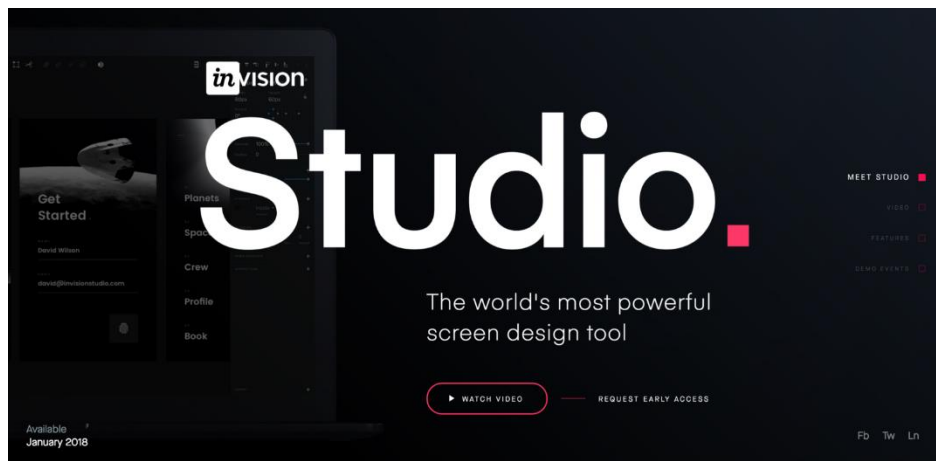 invision
Studio.
Get
Started
David Wilson
david@invisionstudio.com
Planets
Spac
Crew
Profile
Book
The world's most powerful
screen design tool
WATCH VIDEO
REQUEST EARLY ACCESS
MEET STUDIO
VIDEO
FEATURES
DEMO EVENTS
Available
January 2018
Fb Tw Ln